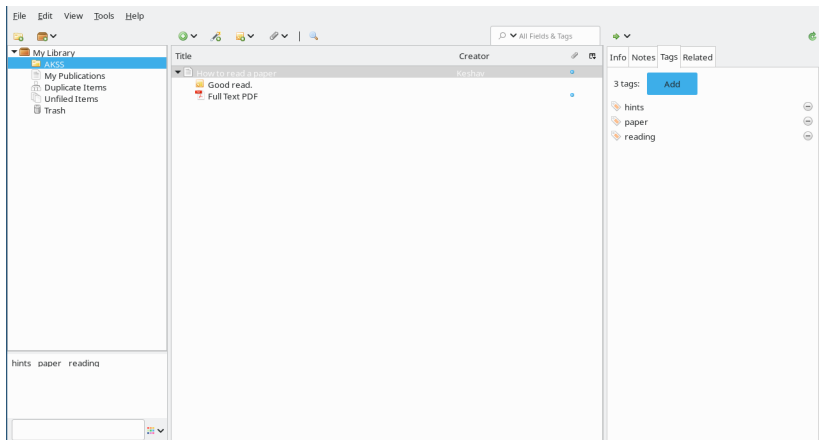 File Edit View Tools Help
All Fields & Tags
My Library
AKSS
My Publications
Duplicate Items
Unfiled Items
Trash
hints paper reading
Title Creator
How to read a paper Keshav
Good read.
Full Text PDF
Info Notes Tags Related
3 tags: Add
hints
paper
reading